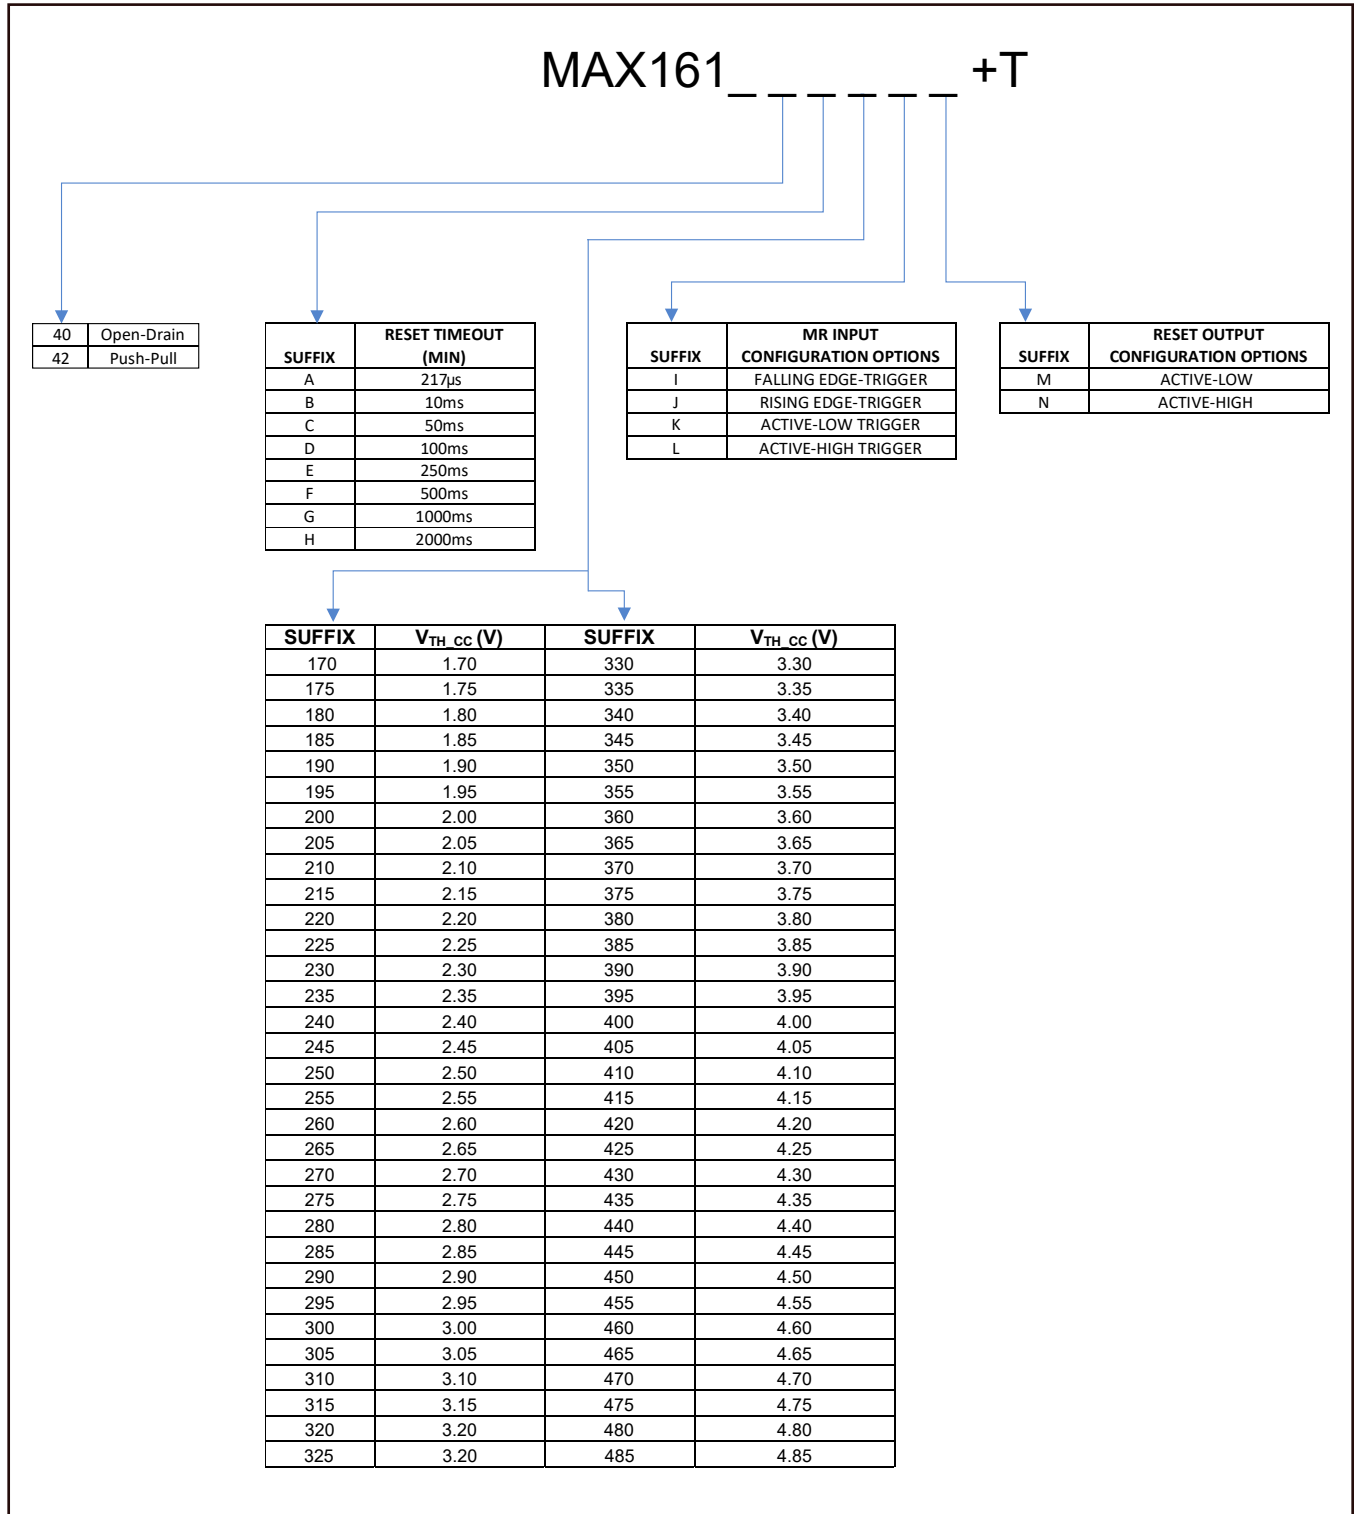 MAX161_ _ _ _ _ _ +T
40 Open-Drain
42 Push-Pull
SUFFIX RESET TIMEOUT (MIN)
A 217µs
B 10ms
C 50ms
D 100ms
E 250ms
F 500ms
G 1000ms
H 2000ms
SUFFIX MR INPUT CONFIGURATION OPTIONS
I FALLING EDGE-TRIGGER
J RISING EDGE-TRIGGER
K ACTIVE-LOW TRIGGER
L ACTIVE-HIGH TRIGGER
SUFFIX RESET OUTPUT CONFIGURATION OPTIONS
M ACTIVE-LOW
N ACTIVE-HIGH
SUFFIX VTH_CC (V) SUFFIX VTH_CC (V)
170 1.70 330 3.30
175 1.75 335 3.35
180 1.80 340 3.40
185 1.85 345 3.45
190 1.90 350 3.50
195 1.95 355 3.55
200 2.00 360 3.60
205 2.05 365 3.65
210 2.10 370 3.70
215 2.15 375 3.75
220 2.20 380 3.80
225 2.25 385 3.85
230 2.30 390 3.90
235 2.35 395 3.95
240 2.40 400 4.00
245 2.45 405 4.05
250 2.50 410 4.10
255 2.55 415 4.15
260 2.60 420 4.20
265 2.65 425 4.25
270 2.70 430 4.30
275 2.75 435 4.35
280 2.80 440 4.40
285 2.85 445 4.45
290 2.90 450 4.50
295 2.95 455 4.55
300 3.00 460 4.60
305 3.05 465 4.65
310 3.10 470 4.70
315 3.15 475 4.75
320 3.20 480 4.80
325 3.20 485 4.85